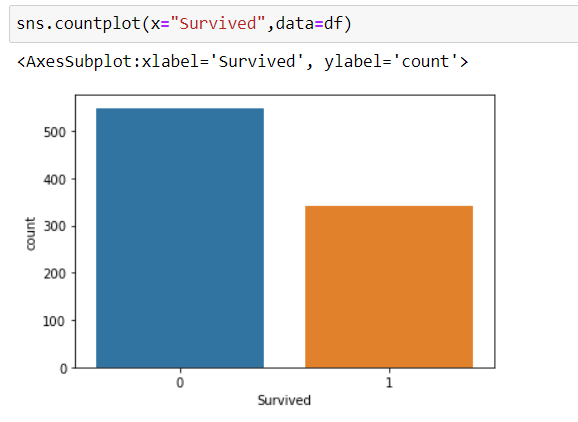 sns.countplot(x="Survived",data=df)
<AxesSubplot:xlabel='Survived', ylabel='count'>
500
400
300
200
100
0
count
0 1
Survived